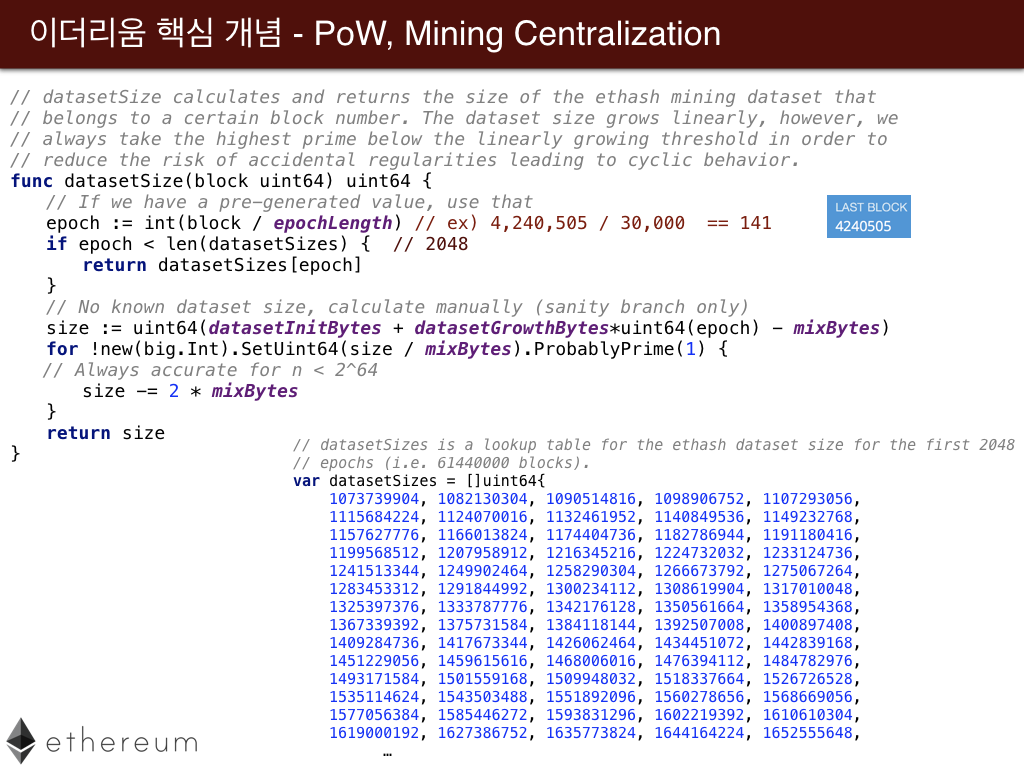 이더리움 핵심 개념 - PoW, Mining Centralization
// datasetSize calculates and returns the size of the ethash mining dataset that
// belongs to a certain block number. The dataset size grows linearly, however, we
// always take the highest prime below the linearly growing threshold in order to
// reduce the risk of accidental regularities leading to cyclic behavior.
func datasetSize(block uint64) uint64 {
// If we have a pre-generated value, use that
epoch := int(block / epochLength) // ex) 4,240,505 / 30,000  == 141
if epoch < len(datasetSizes) {  // 2048
return datasetSizes[epoch]
}
// No known dataset size, calculate manually (sanity branch only)
size := uint64(datasetInitBytes + datasetGrowthBytes*uint64(epoch) - mixBytes)
for !new(big.Int).SetUint64(size / mixBytes).ProbablyPrime(1) {
// Always accurate for n < 2^64
size -= 2 * mixBytes
}
return size
}
LAST BLOCK
4240505
// datasetSizes is a lookup table for the ethash dataset size for the first 2048
// epochs (i.e. 61440000 blocks).
var datasetSizes = []uint64{
1073739904, 1082130304, 1090514816, 1098906752, 1107293056,
1115684224, 1124070016, 1132461952, 1140849536, 1149232768,
1157627776, 1166013824, 1174404736, 1182786944, 1191180416,
1199568512, 1207958912, 1216345216, 1224732032, 1233124736,
1241513344, 1249902464, 1258290304, 1266673792, 1275067264,
1283453312, 1291844992, 1300234112, 1308619904, 1317010048,
1325397376, 1333787776, 1342176128, 1350561664, 1358954368,
1367339392, 1375731584, 1384118144, 1392507008, 1400897408,
1409284736, 1417673344, 1426062464, 1434451072, 1442839168,
1451229056, 1459615616, 1468006016, 1476394112, 1484782976,
1493171584, 1501559168, 1509948032, 1518337664, 1526726528,
1535114624, 1543503488, 1551892096, 1560278656, 1568669056,
1577056384, 1585446272, 1593831296, 1602219392, 1610610304,
1619000192, 1627386752, 1635773824, 1644164224, 1652555648,
…
ethereum